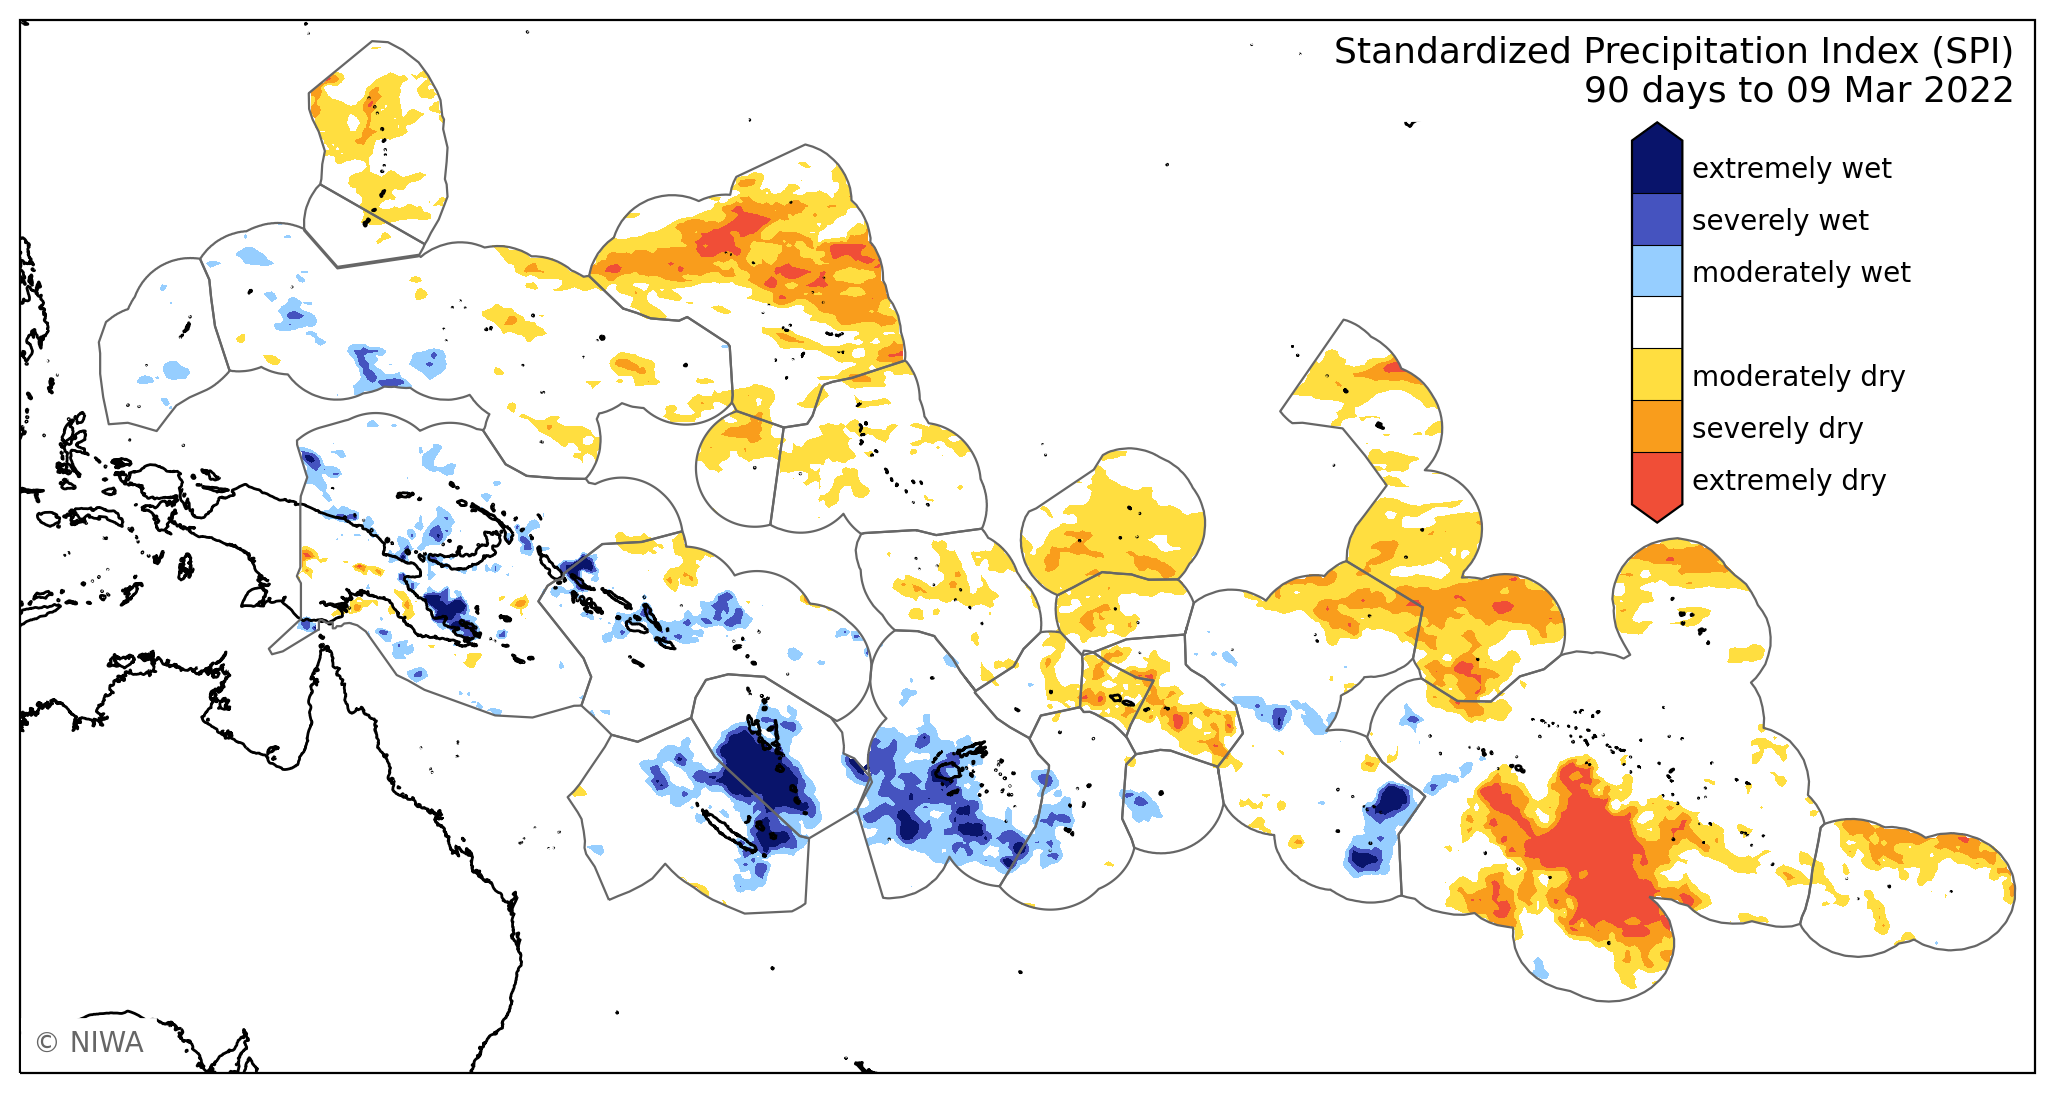 Standardized Precipitation Index (SPI)
90 days to 09 Mar 2022
extremely wet
severely wet
moderately wet
moderately dry
severely dry
extremely dry
© NIWA